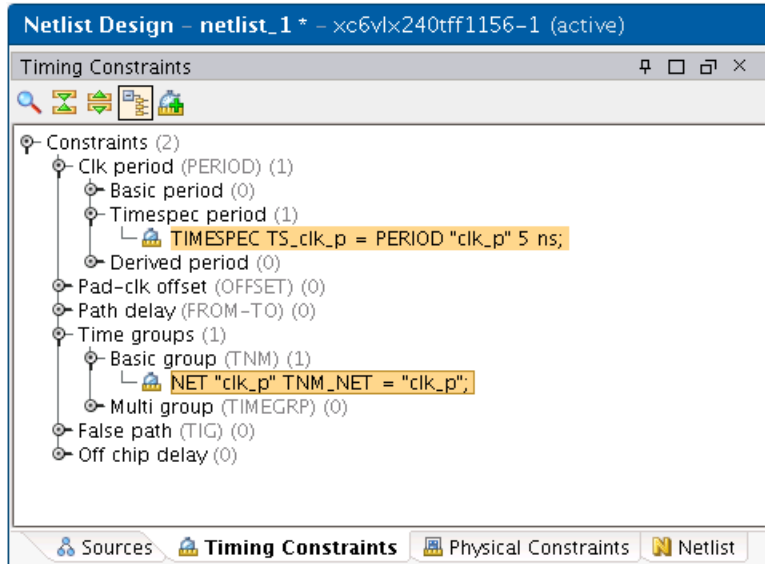 Netlist Design - netlist_1 * - xc6vlx240tff1156-1 (active)
Timing Constraints
Constraints (2)
Clk period (PERIOD) (1)
Basic period (0)
Timespec period (1)
TIMESPEC TS_clk_p = PERIOD "clk_p" 5 ns;
Derived period (0)
Pad-clk offset (OFFSET) (0)
Path delay (FROM-TO) (0)
Time groups (1)
Basic group (TNM) (1)
NET "clk_p" TNM_NET = "clk_p";
Multi group (TIMEGRP) (0)
False path (TIG) (0)
Off chip delay (0)
Sources Timing Constraints Physical Constraints Netlist